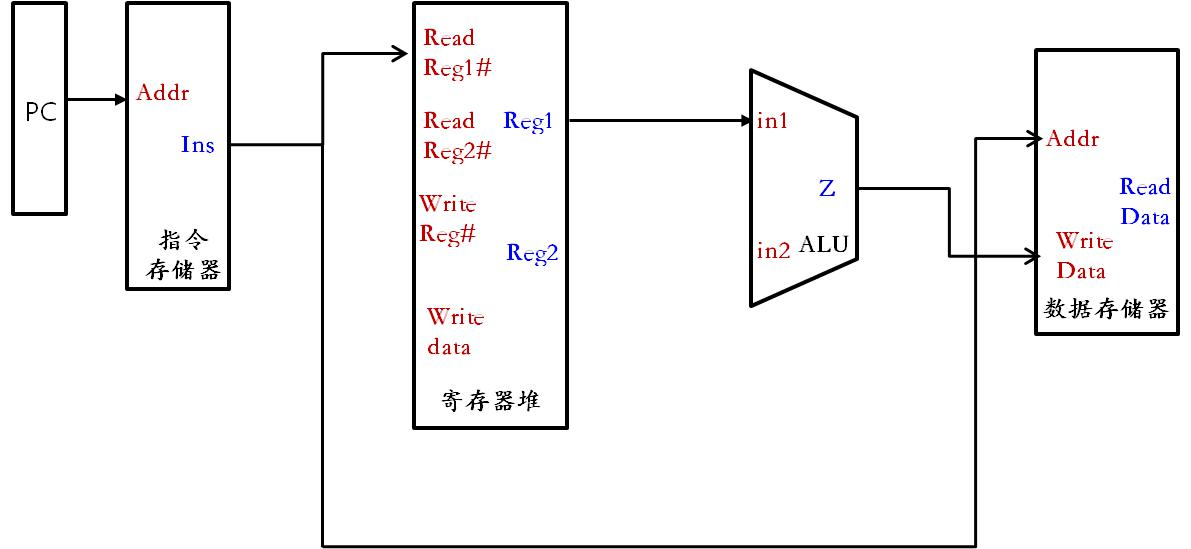 PC
Addr
Ins
指令
存储器
Read
Reg1#
Read
Reg2#
Write
Reg#
Write
data
Reg1
Reg2
寄存器堆
in1
Z
in2
ALU
Addr
Read
Data
Write
Data
数据存储器